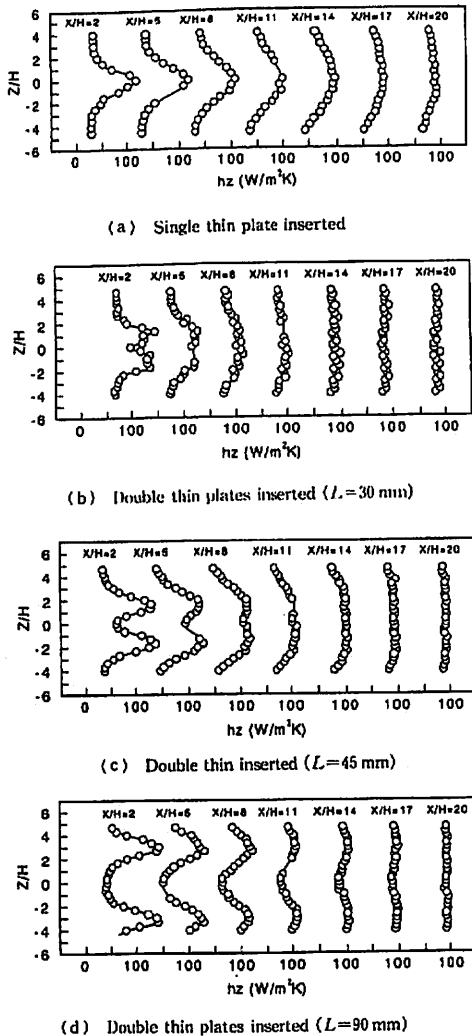 X/H=2 X/H=5 X/H=8 X/H=11 X/H=14 X/H=17 X/H=20
6
4
2
0
-2
-4
-6
Z/H
0 100 100 100 100 100 100 100
hz (W/m²K)
(a) Single thin plate inserted
X/H=2 X/H=5 X/H=8 X/H=11 X/H=14 X/H=17 X/H=20
6
4
2
0
-2
-4
-6
Z/H
0 100 100 100 100 100 100 100
hz (W/m²K)
(b) Double thin plates inserted (L=30 mm)
X/H=2 X/H=5 X/H=8 X/H=11 X/H=14 X/H=17 X/H=20
6
4
2
0
-2
-4
-6
Z/H
0 100 100 100 100 100 100 100
hz (W/m²K)
(c) Double thin inserted (L=45 mm)
X/H=2 X/H=5 X/H=8 X/H=11 X/H=14 X/H=17 X/H=20
6
4
2
0
-2
-4
-6
Z/H
0 100 100 100 100 100 100 100
hz (W/m²K)
(d) Double thin plates inserted (L=90 mm)